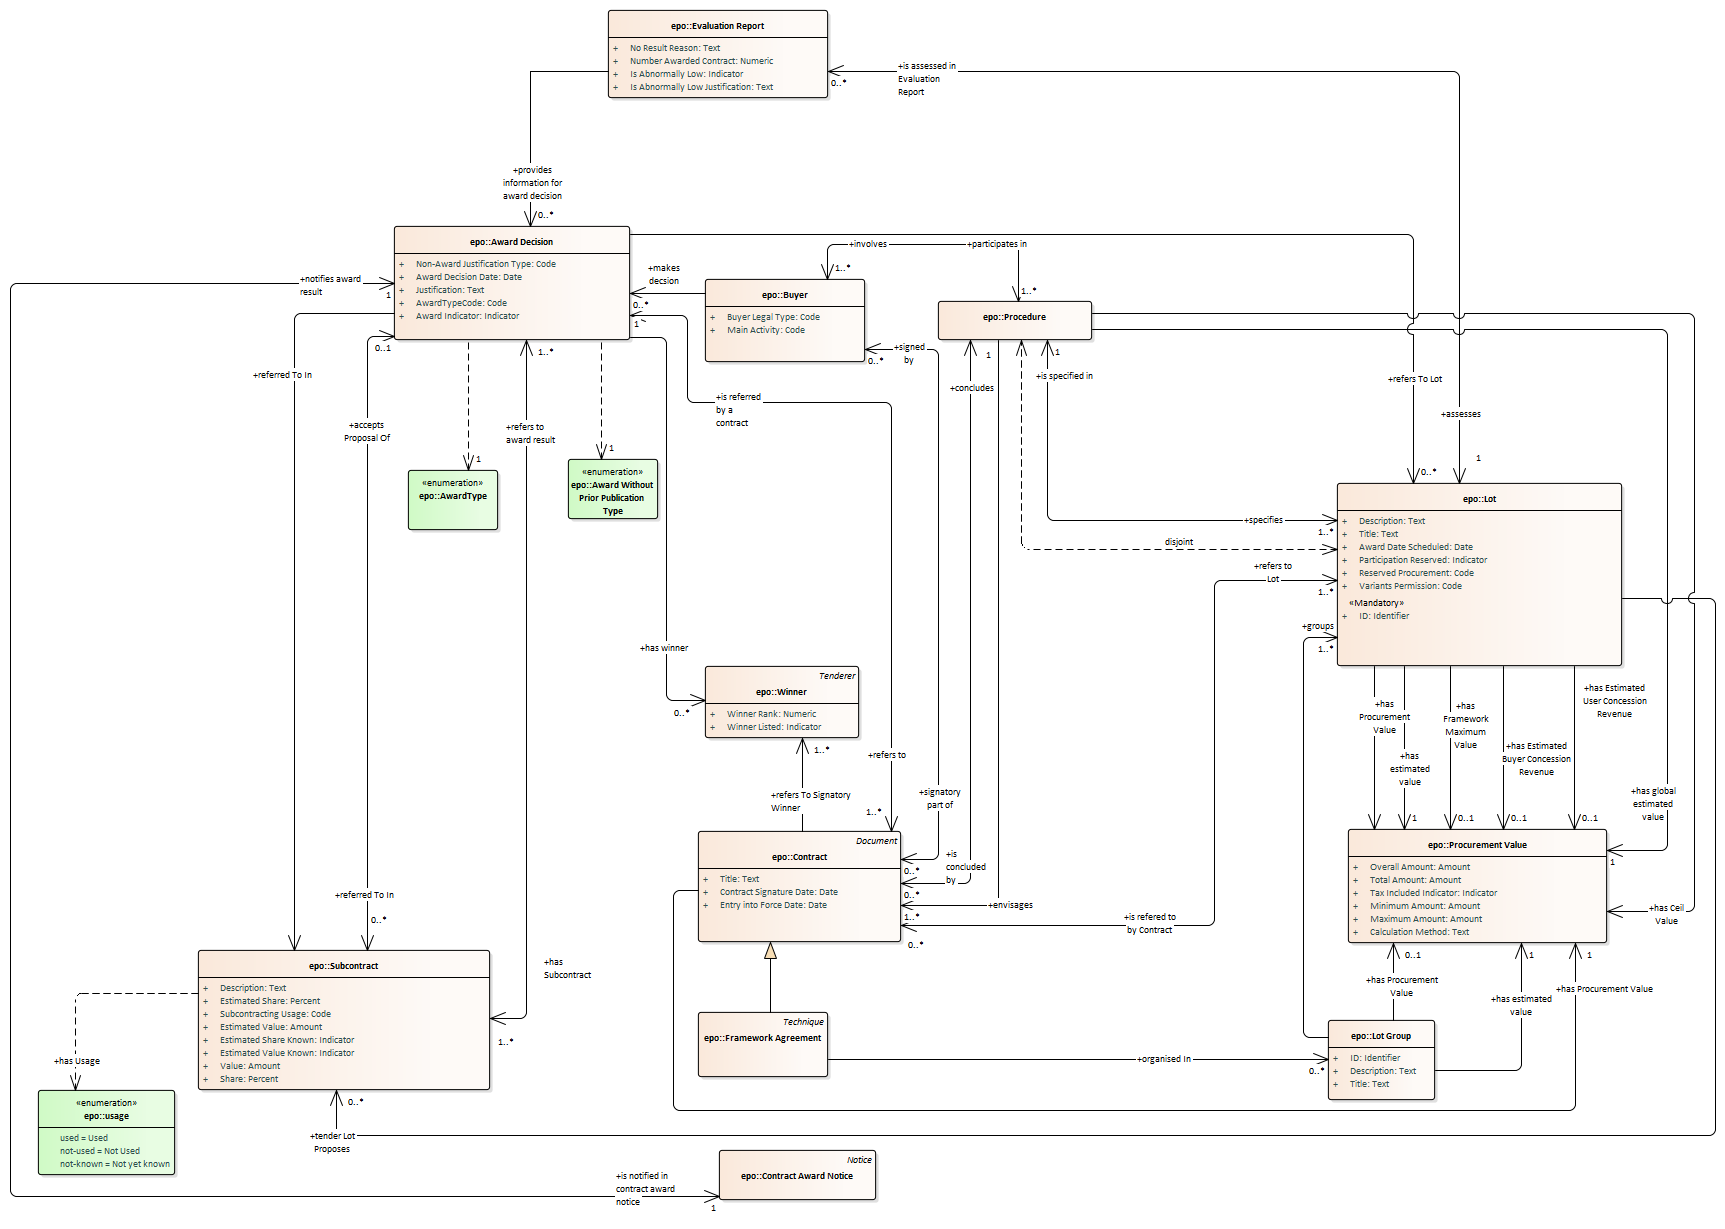 epo::Evaluation Report
+ No Result Reason: Text
+ Number Awarded Contract: Numeric
+ Is Abnormally Low: Indicator
+ Is Abnormally Low Justification: Text
+is assessed in
Evaluation
Report
0..*
+provides
information for
award decision
0..*
epo::Award Decision
+ Non-Award Justification Type: Code
+ Award Decision Date: Date
+ Justification: Text
+ AwardTypeCode: Code
+ Award Indicator: Indicator
+notifies award
result
1
+makes
decsion
0..*
1
+involves
+participates in
1..*
1..*
epo::Buyer
+ Buyer Legal Type: Code
+ Main Activity: Code
epo::Procedure
+signed
by
0..*
+concludes
1
+is specified in
1
+refers To Lot
0..*
+assesses
1
+referred To In
0..1
+accepts
Proposal Of
1..*
+refers to
award result
+is referred
by a
contract
1
«enumeration»
epo::AwardType
1
«enumeration»
epo::Award Without
Prior Publication
Type
epo::Lot
+ Description: Text
+ Title: Text
+ Award Date Scheduled: Date
+ Participation Reserved: Indicator
+ Reserved Procurement: Code
+ Variants Permission: Code
«Mandatory»
+ ID: Identifier
+specifies
1..*
disjoint
+refers to
Lot
1..*
+groups
1..*
+has winner
0..*
Tenderer
epo::Winner
+ Winner Rank: Numeric
+ Winner Listed: Indicator
1..*
+refers To Signatory
Winner
+refers to
1..*
+signatory
part of
0..*
+has
Procurement
Value
+has
estimated
value
1
+has
Framework
Maximum
Value
0..1
+has Estimated
Buyer Concession
Revenue
0..1
+has Estimated
User Concession
Revenue
0..1
+has global
estimated
value
1
Document
epo::Contract
+ Title: Text
+ Contract Signature Date: Date
+ Entry into Force Date: Date
+is
concluded
by
0..*
+envisages
1..*
+is refered to
by Contract
0..*
epo::Procurement Value
+ Overall Amount: Amount
+ Total Amount: Amount
+ Tax Included Indicator: Indicator
+ Minimum Amount: Amount
+ Maximum Amount: Amount
+ Calculation Method: Text
+has Ceil
Value
+referred To In
0..*
epo::Subcontract
+ Description: Text
+ Estimated Share: Percent
+ Subcontracting Usage: Code
+ Estimated Value: Amount
+ Estimated Share Known: Indicator
+ Estimated Value Known: Indicator
+ Value: Amount
+ Share: Percent
+has
Subcontract
1..*
Technique
epo::Framework Agreement
+organised In
0..*
0..1
+has Procurement
Value
1
+has estimated
value
1
+has Procurement Value
epo::Lot Group
+ ID: Identifier
+ Description: Text
+ Title: Text
+has Usage
«enumeration»
epo::usage
used = Used
not-used = Not Used
not-known = Not yet known
0..*
+tender Lot
Proposes
+is notified in
contract award
notice
1
Notice
epo::Contract Award Notice